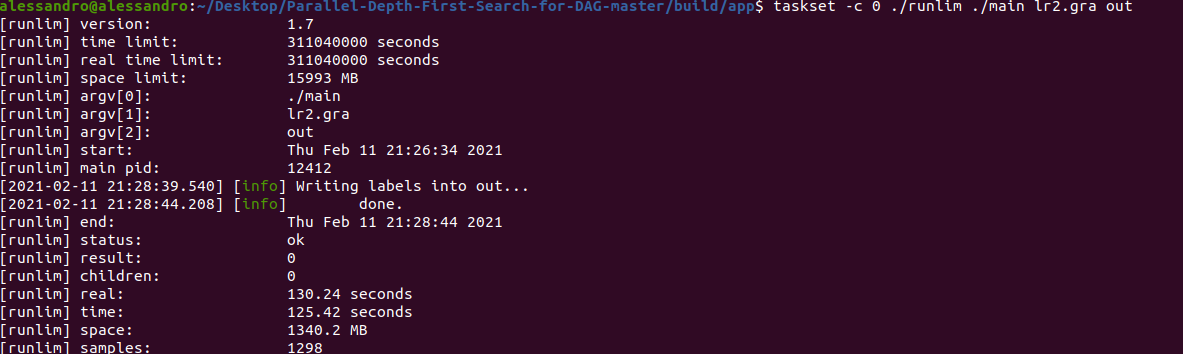 alessandro@alessandro:~/Desktop/Parallel-Depth-First-Search-for-DAG-master/build/app$ taskset -c 0 ./runlim ./main lr2.gra out
[runlim] version: 1.7
[runlim] time limit: 311040000 seconds
[runlim] real time limit: 311040000 seconds
[runlim] space limit: 15993 MB
[runlim] argv[0]: ./main
[runlim] argv[1]: lr2.gra
[runlim] argv[2]: out
[runlim] start: Thu Feb 11 21:26:34 2021
[runlim] main pid: 12412
[2021-02-11 21:28:39.540] [info] Writing labels into out...
[2021-02-11 21:28:44.208] [info] done.
[runlim] end: Thu Feb 11 21:28:44 2021
[runlim] status: ok
[runlim] result: 0
[runlim] children: 0
[runlim] real: 130.24 seconds
[runlim] time: 125.42 seconds
[runlim] space: 1340.2 MB
[runlim] samples: 1298